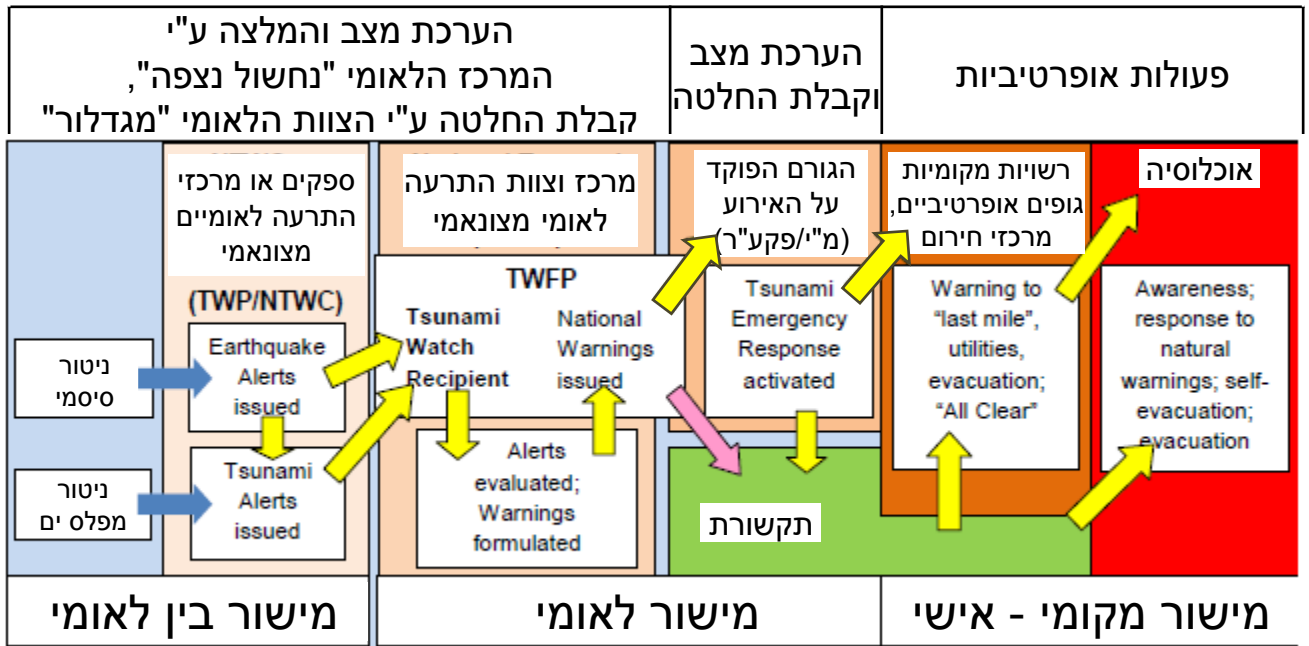 הערכת מצב והמלצה ע"י
המרכז הלאומי "נחשול נצפה",
קבלת החלטה ע"י הצוות הלאומי "מגדלור"
הערכת מצב
וקבלת החלטה
פעולות אופרטיביות
ספקים או מרכזי
התרעה לאומיים
מצונאמי
(TWP/NTWC)
Earthquake
Alerts
issued
Tsunami
Alerts
issued
ניטור
סיסמי
ניטור
מפלס ים
מרכז וצוות התרעה
לאומי מצונאמי
TWFP
Tsunami
Watch
Recipient
National
Warnings
issued
Alerts
evaluated;
Warnings
formulated
הגורם הפוקד
על האירוע
(מ"י/פקע"ר)
Tsunami
Emergency
Response
activated
תקשורת
רשויות מקומיות
גופים אופרטיביים,
מרכזי חירום
Warning to
“last mile”,
utilities,
evacuation;
“All Clear”
אוכלוסיה
Awareness;
response to
natural
warnings; self-
evacuation;
evacuation
מישור בין לאומי
מישור לאומי
מישור מקומי - אישי